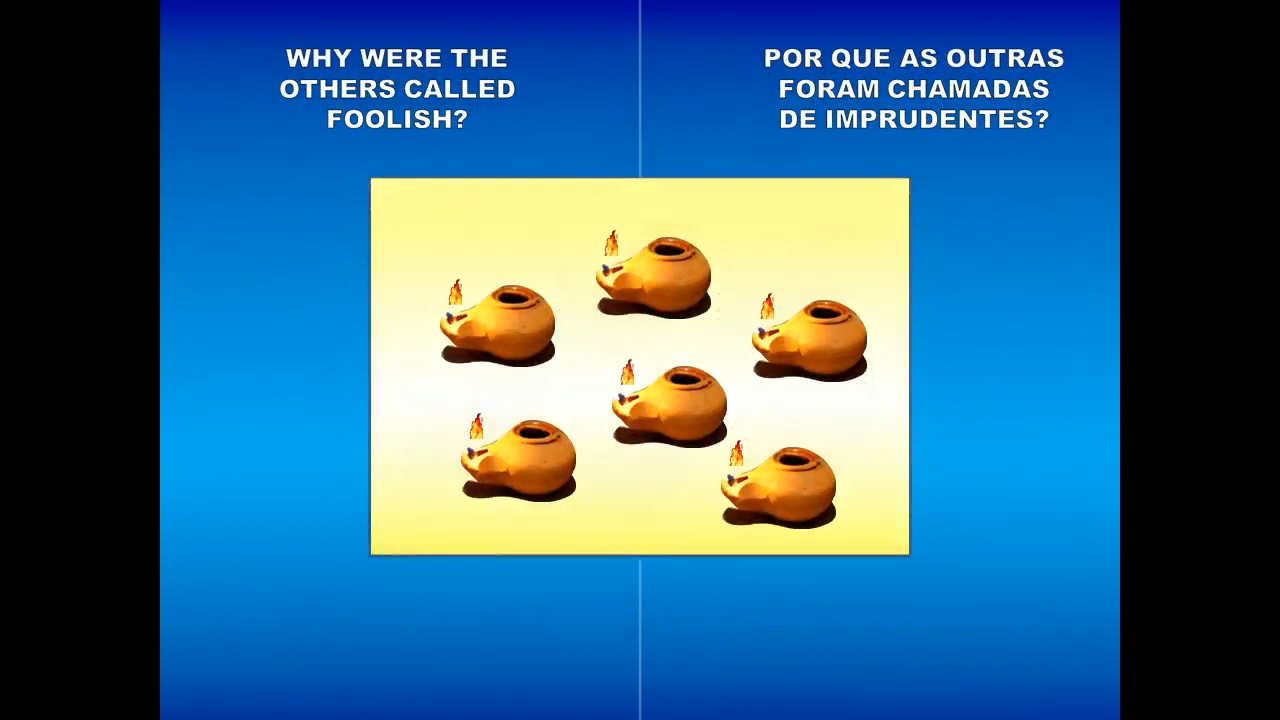 WHY WERE THE
OTHERS CALLED
FOOLISH?
POR QUE AS OUTRAS
FORAM CHAMADAS
DE IMPRUDENTES?